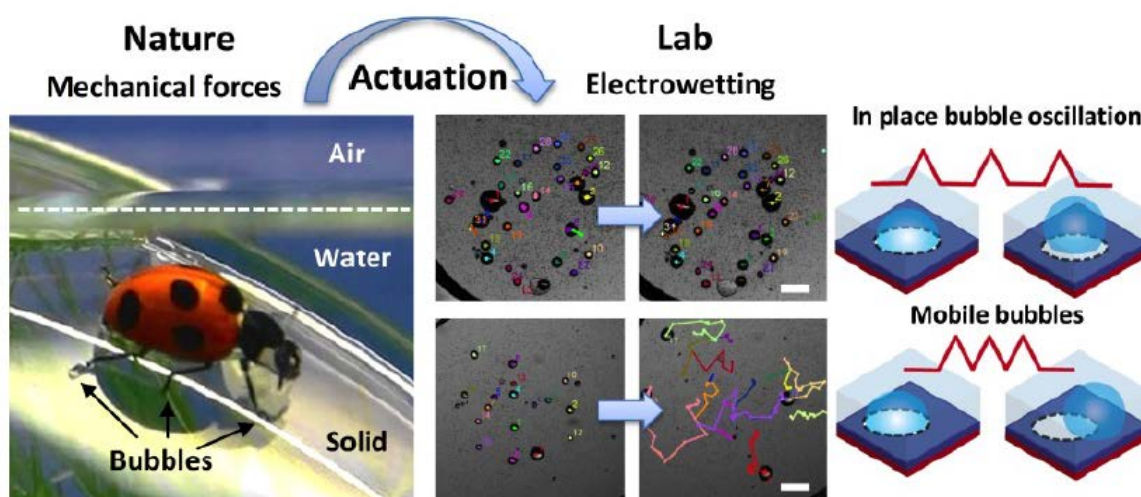 Nature
Mechanical forces
Actuation
Lab
Electrowetting
Air
Water
Solid
Bubbles
In place bubble oscillation
Mobile bubbles